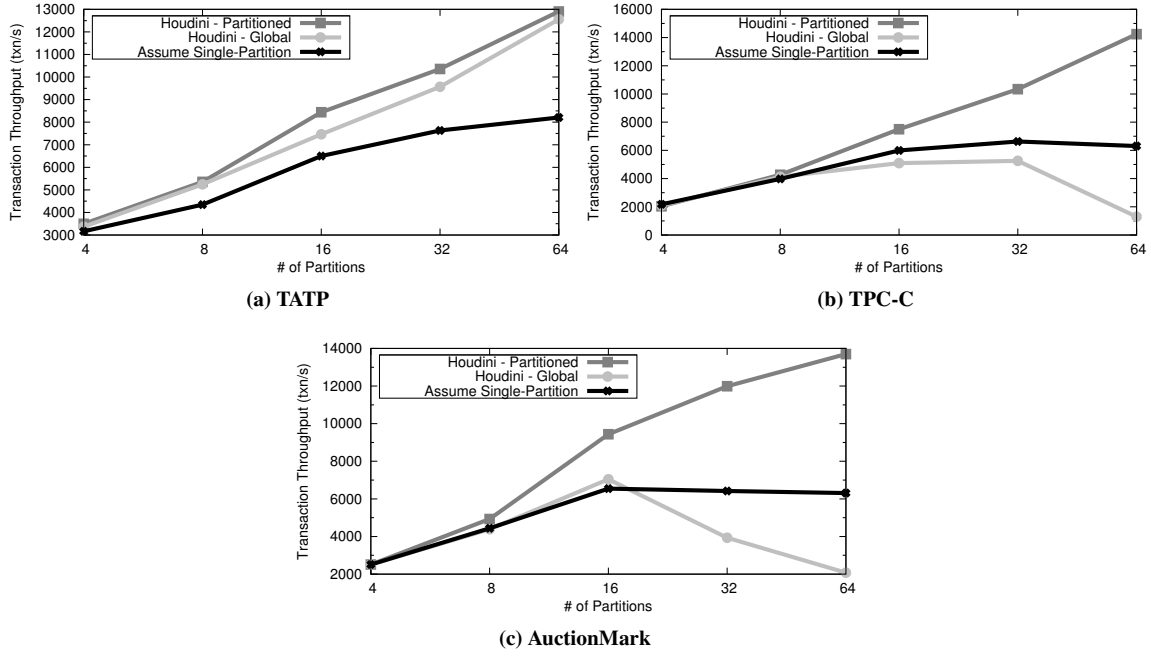 13000
12000
11000
10000
9000
8000
7000
6000
5000
4000
3000
Transaction Throughput (txn/s)
Houdini - Partitioned
Houdini - Global
Assume Single-Partition
4 8 16 32 64
# of Partitions
(a) TATP
16000
14000
12000
10000
8000
6000
4000
2000
0
Transaction Throughput (txn/s)
Houdini - Partitioned
Houdini - Global
Assume Single-Partition
4 8 16 32 64
# of Partitions
(b) TPC-C
14000
12000
10000
8000
6000
4000
2000
Transaction Throughput (txn/s)
Houdini - Partitioned
Houdini - Global
Assume Single-Partition
4 8 16 32 64
# of Partitions
(c) AuctionMark